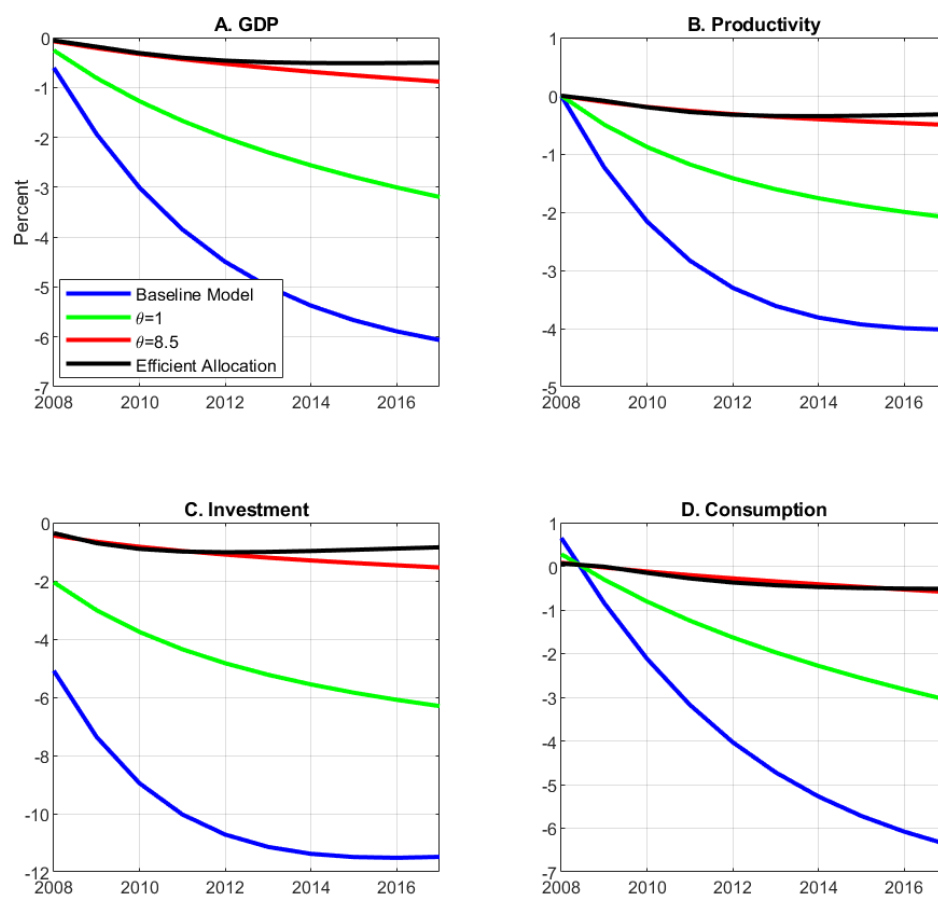 A. GDP
0
-1
-2
-3
-4
-5
-6
-7
Percent
Baseline Model
θ=1
θ=8.5
Efficient Allocation
2008 2010 2012 2014 2016
B. Productivity
1
0
-1
-2
-3
-4
-5
2008 2010 2012 2014 2016
C. Investment
0
-2
-4
-6
-8
-10
-12
2008 2010 2012 2014 2016
D. Consumption
1
0
-1
-2
-3
-4
-5
-6
-7
2008 2010 2012 2014 2016